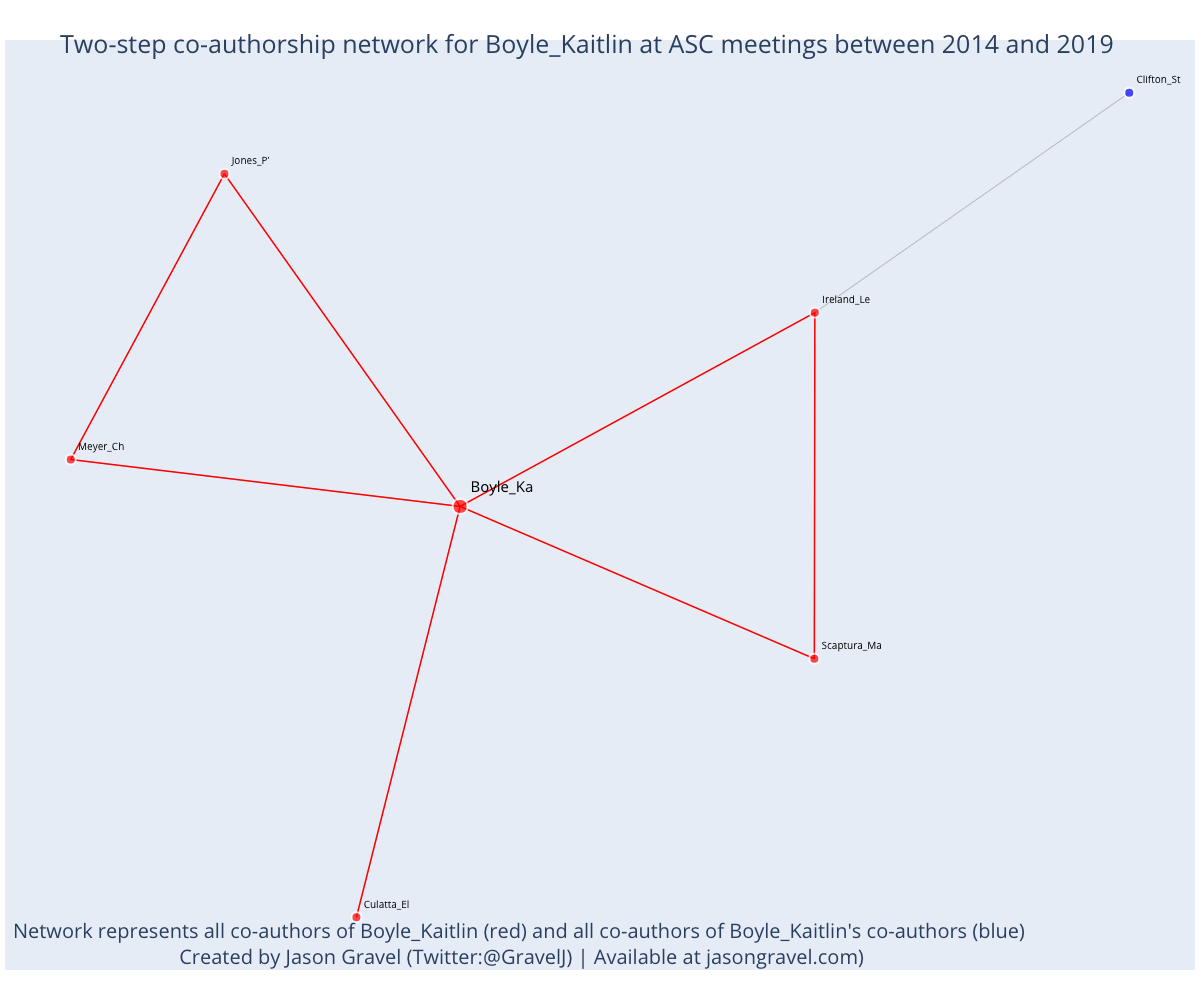 Two-step co-authorship network for Boyle_Kaitlin at ASC meetings between 2014 and 2019
Clifton_St
Jones_P'
Ireland_Le
Meyer_Ch
Boyle_Ka
Scaptura_Ma
Culatta_El
Network represents all co-authors of Boyle_Kaitlin (red) and all co-authors of Boyle_Kaitlin's co-authors (blue)
Created by Jason Gravel (Twitter:@GravelJ) | Available at jasongravel.com)